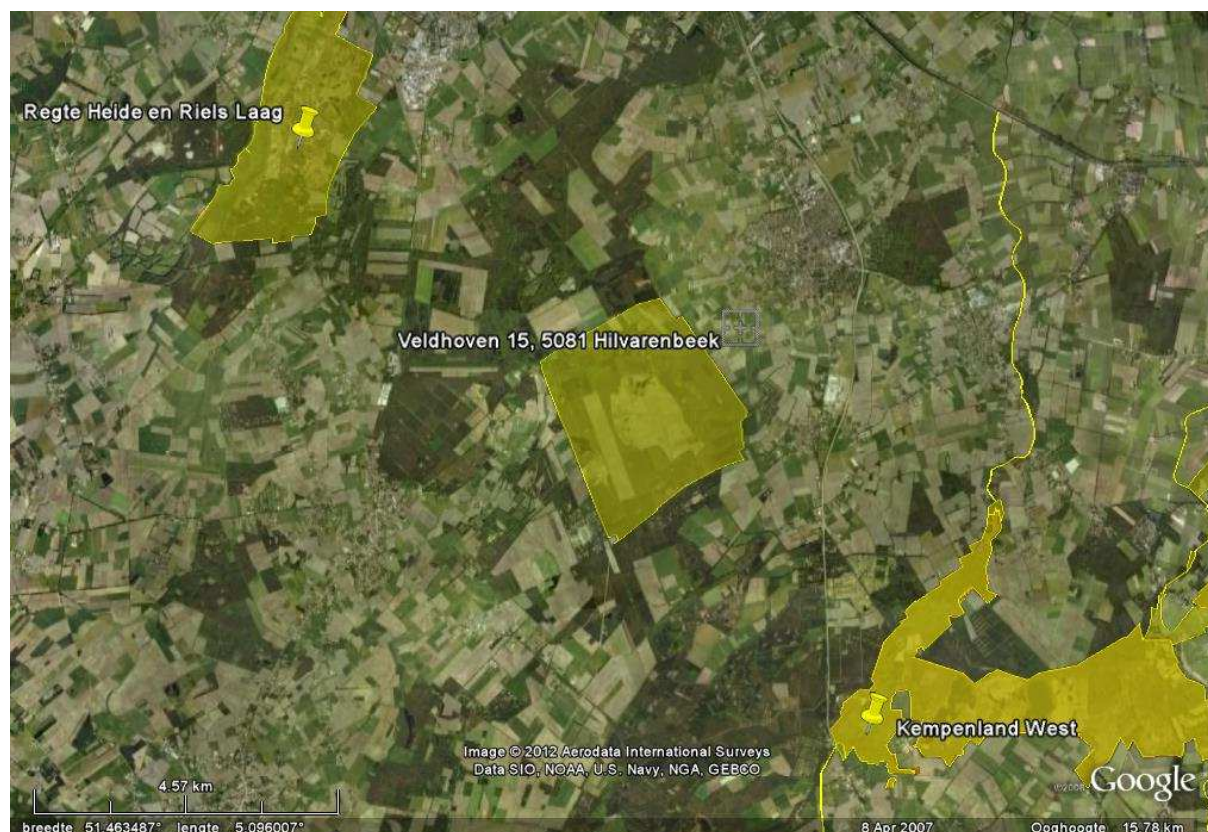 Regte Heide en Riels Laag
Veldhoven 15, 5081 Hilvarenbeek
Kempenland West
Image © 2012 Aerodata International Surveys
Data SIO, NOAA, U.S. Navy, NGA, GEBCO
©2008 Google
4.57 km
breedte 51.463487° lengte 5.096007° 8 Apr 2007 Ooghoogte 15.78 km